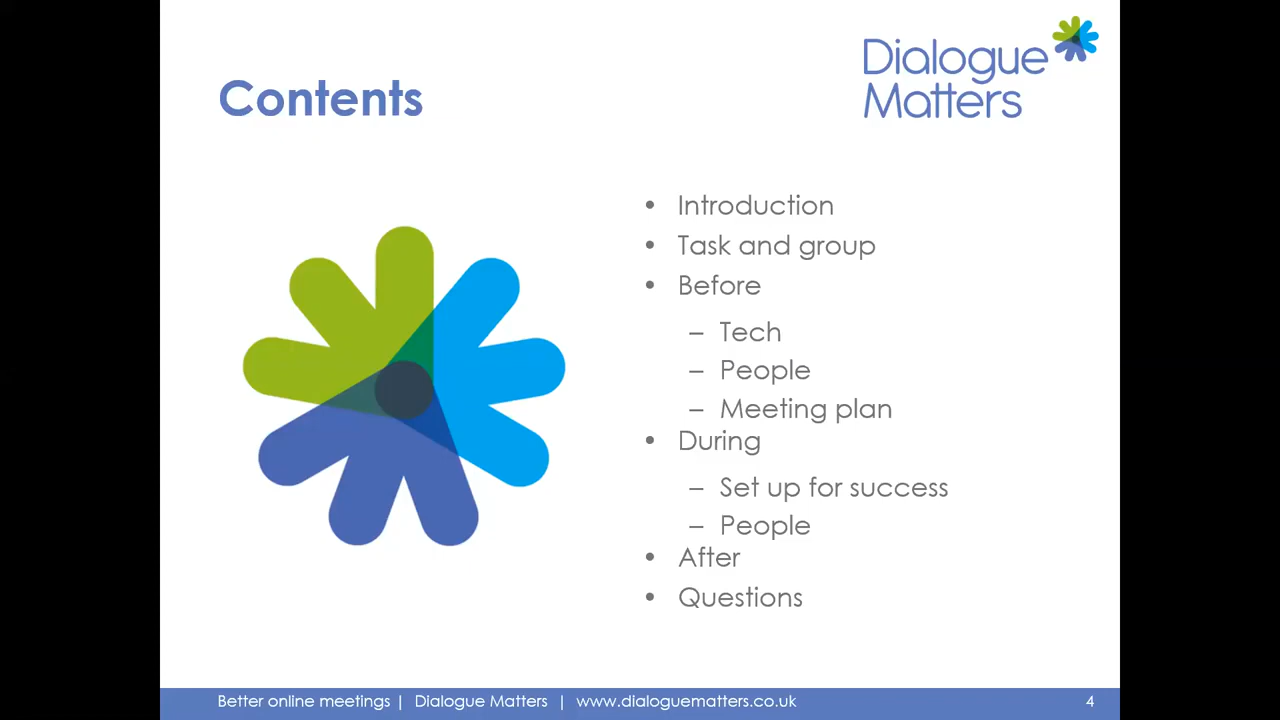 Dialogue
Matters
Contents
• Introduction
• Task and group
• Before
– Tech
– People
– Meeting plan
• During
– Set up for success
– People
• After
• Questions
Better online meetings | Dialogue Matters | www.dialoguematters.co.uk 4